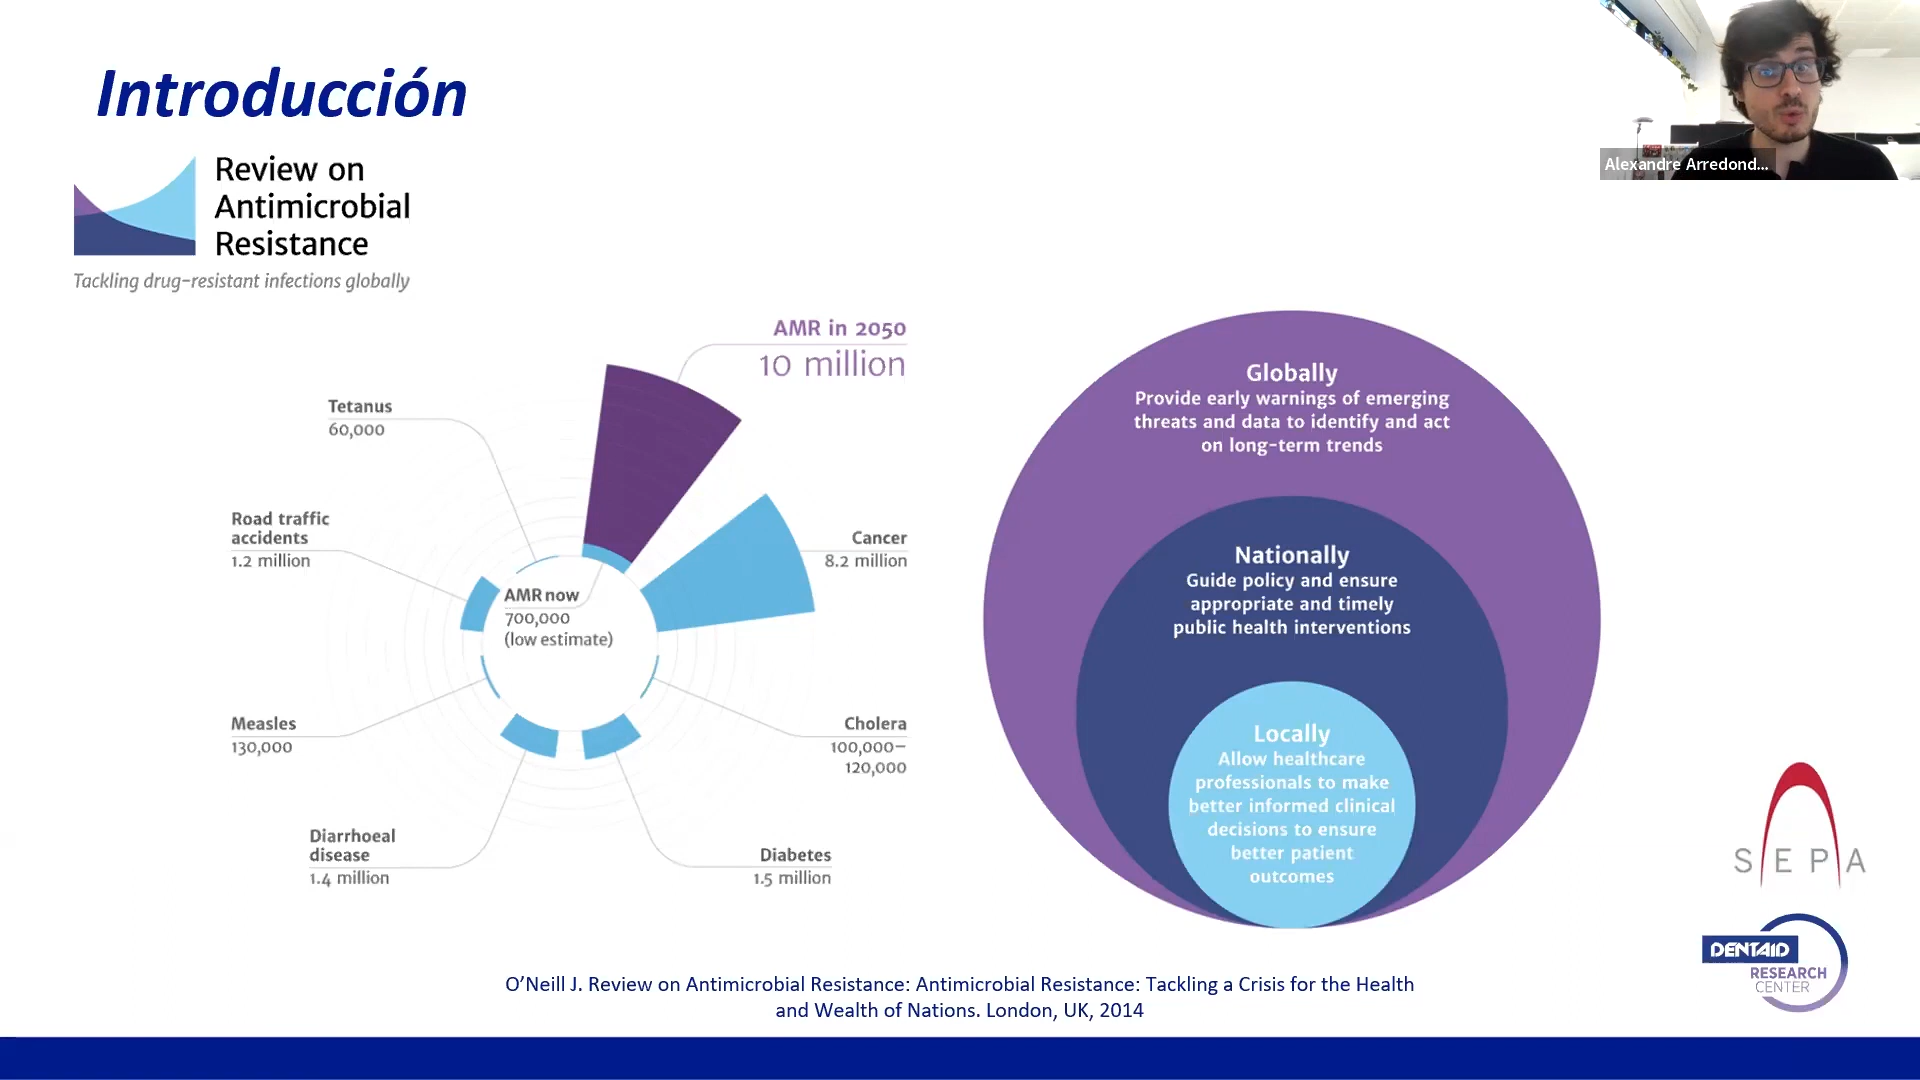 Introducción
Review on
Antimicrobial
Resistance
Tackling drug-resistant infections globally
Alexandre Arredond...
AMR in 2050
10 million
Tetanus
60,000
Road traffic
accidents
1.2 million
Cancer
8.2 million
AMR now
700,000
(low estimate)
Measles
130,000
Cholera
100,000–
120,000
Diarrhoeal
disease
1.4 million
Diabetes
1.5 million
Globally
Provide early warnings of emerging
threats and data to identify and act
on long-term trends
Nationally
Guide policy and ensure
appropriate and timely
public health interventions
Locally
Allow healthcare
professionals to make
better informed clinical
decisions to ensure
better patient
outcomes
SEPA
DENTAID
RESEARCH
CENTER
O’Neill J. Review on Antimicrobial Resistance: Antimicrobial Resistance: Tackling a Crisis for the Health
and Wealth of Nations. London, UK, 2014